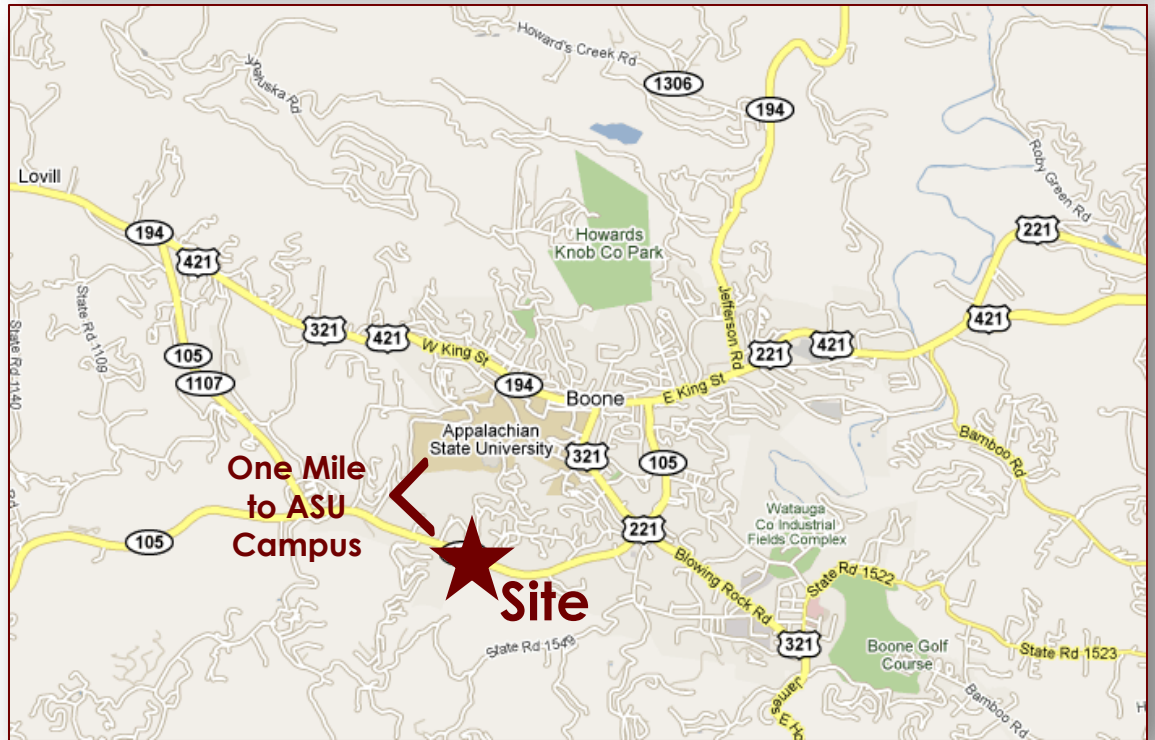 Howard's Creek Rd
1306
194
Roby Green Rd
Lovill
194
421
221
Howards
Knob Co Park
State Rd 1109
State Rd 1140
321
421
W King St
Jefferson Rd
221
421
421
105
1107
194
Boone
E King St
Appalachian
State University
321
105
Bamboo Rd
One Mile
to ASU
Campus
105
221
Watauga
Co Industrial
Fields Complex
Site
Blowing Rock Rd
State Rd 1522
State Rd 1549
321
Boone Golf
Course
State Rd 1523
Bamboo Rd
James
E Ho
H
Rd